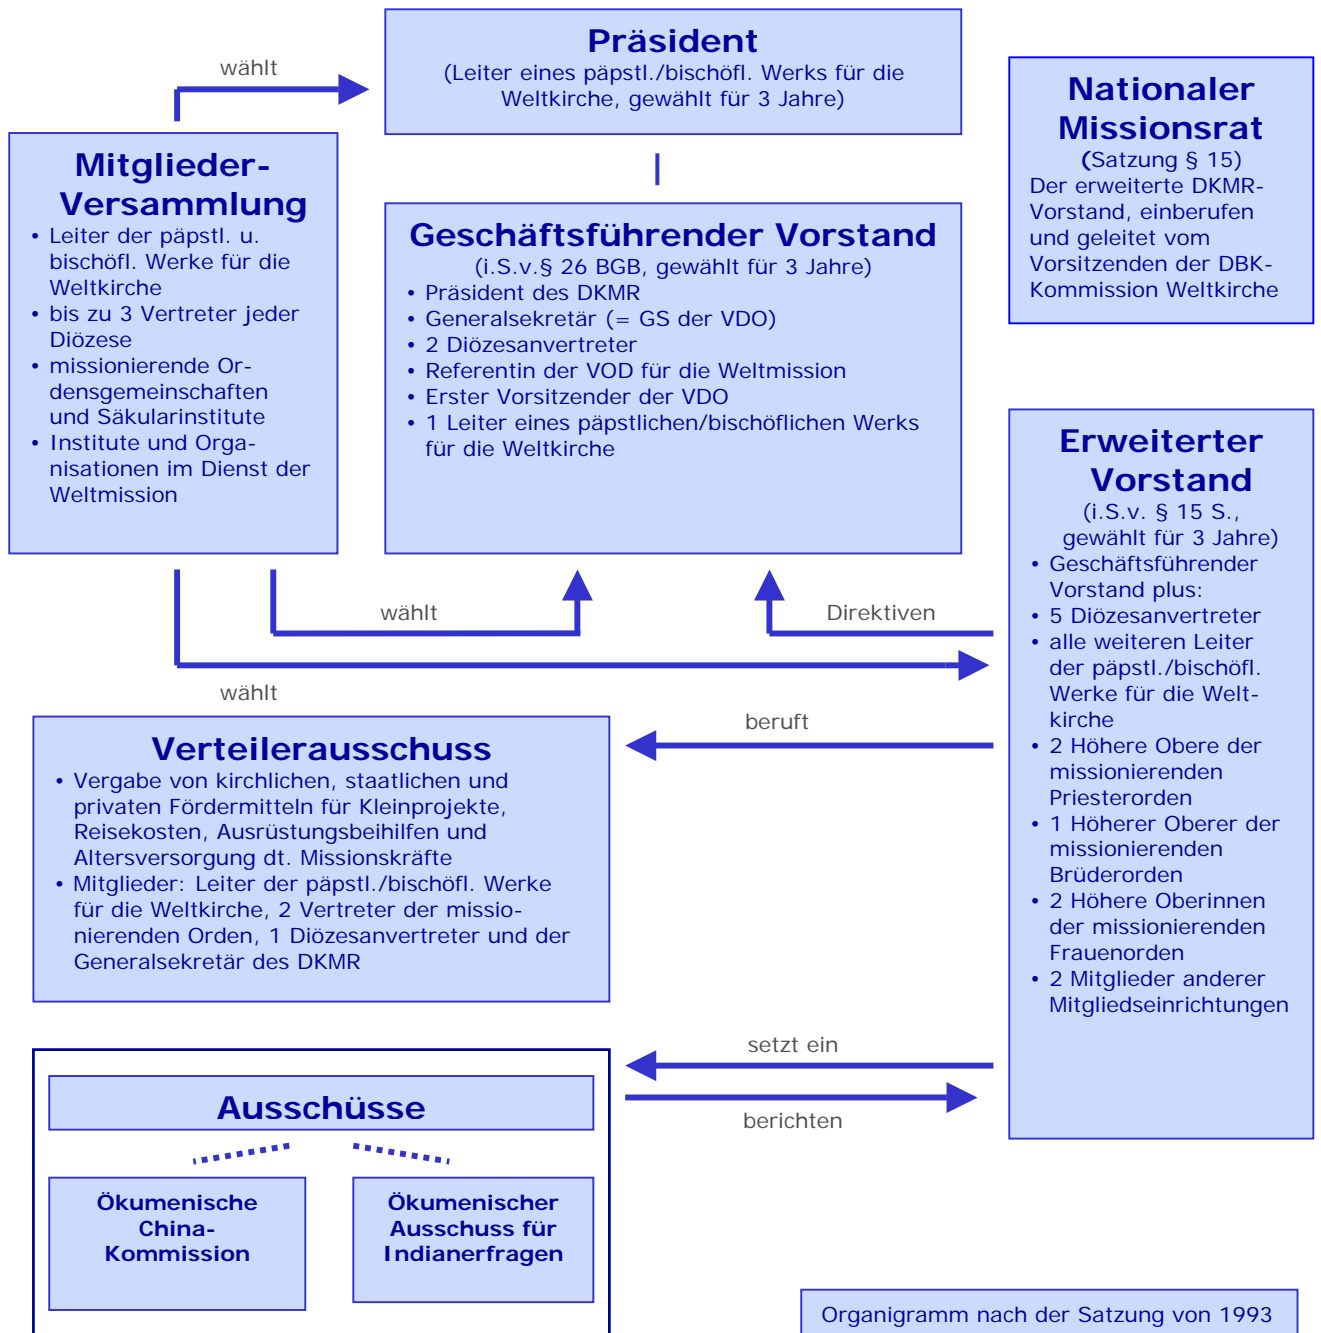 Präsident
(Leiter eines päpstl./bischöfl. Werks für die
Weltkirche, gewählt für 3 Jahre)
wählt
Nationaler
Missionsrat
(Satzung § 15)
Der erweiterte DKMR-
Vorstand, einberufen
und geleitet vom
Vorsitzenden der DBK-
Kommission Weltkirche
Mitglieder-
Versammlung
• Leiter der päpstl. u.
bischöfl. Werke für die
Weltkirche
• bis zu 3 Vertreter jeder
Diözese
• missionierende Or-
densgemeinschaften
und Säkularinstitute
• Institute und Orga-
nisationen im Dienst der
Weltmission
Geschäftsführender Vorstand
(i.S.v.§ 26 BGB, gewählt für 3 Jahre)
• Präsident des DKMR
• Generalsekretär (= GS der VDO)
• 2 Diözesanvertreter
• Referentin der VOD für die Weltmission
• Erster Vorsitzender der VDO
• 1 Leiter eines päpstlichen/bischöflichen Werks
für die Weltkirche
Erweiterter
Vorstand
(i.S.v. § 15 S.,
gewählt für 3 Jahre)
• Geschäftsführender
Vorstand plus:
• 5 Diözesanvertreter
• alle weiteren Leiter
der päpstl./bischöfl.
Werke für die Welt-
kirche
• 2 Höhere Obere der
missionierenden
Priesterorden
• 1 Höherer Oberer der
missionierenden
Brüderorden
• 2 Höhere Oberinnen
der missionierenden
Frauenorden
• 2 Mitglieder anderer
Mitgliedseinrichtungen
wählt
Direktiven
wählt
beruft
Verteilerausschuss
• Vergabe von kirchlichen, staatlichen und
privaten Fördermitteln für Kleinprojekte,
Reisekosten, Ausrüstungsbeihilfen und
Altersversorgung dt. Missionskräfte
• Mitglieder: Leiter der päpstl./bischöfl. Werke
für die Weltkirche, 2 Vertreter der missio-
nierenden Orden, 1 Diözesanvertreter und der
Generalsekretär des DKMR
setzt ein
berichten
Ausschüsse
Ökumenische
China-
Kommission
Ökumenischer
Ausschuss für
Indianerfragen
Organigramm nach der Satzung von 1993